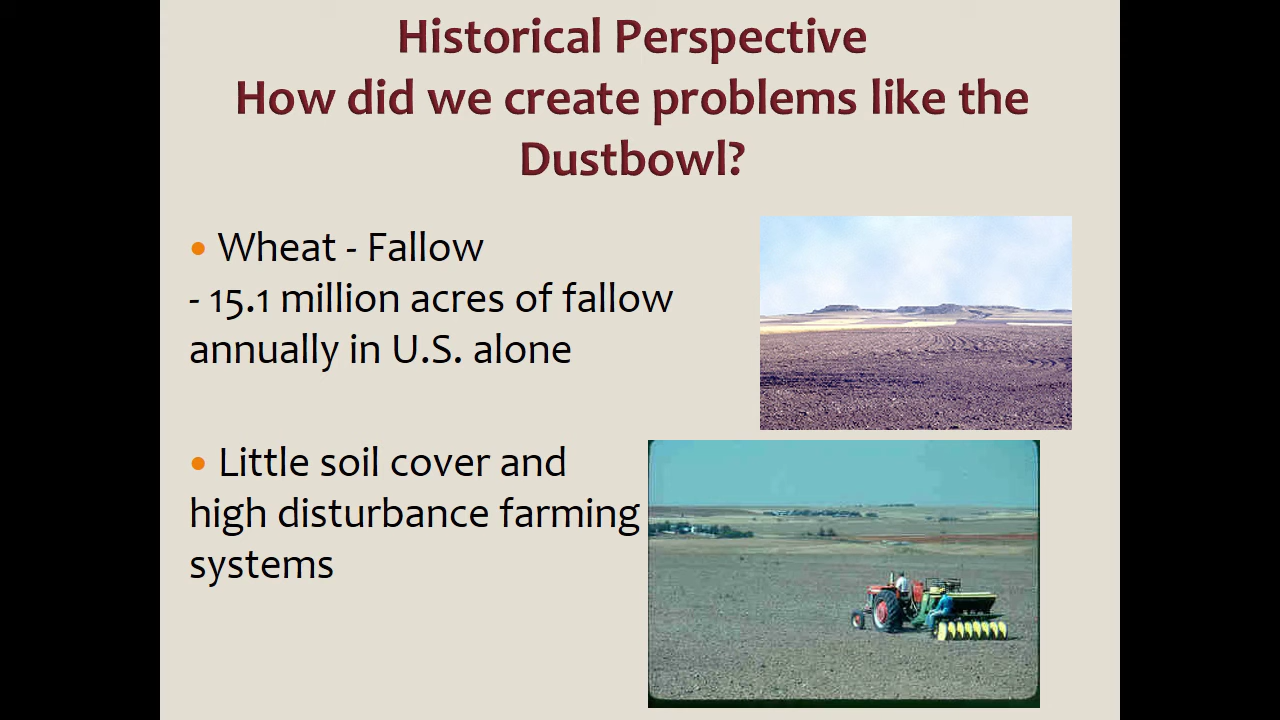 Historical Perspective
How did we create problems like the
Dustbowl?
• Wheat - Fallow
- 15.1 million acres of fallow
annually in U.S. alone
• Little soil cover and
high disturbance farming
systems